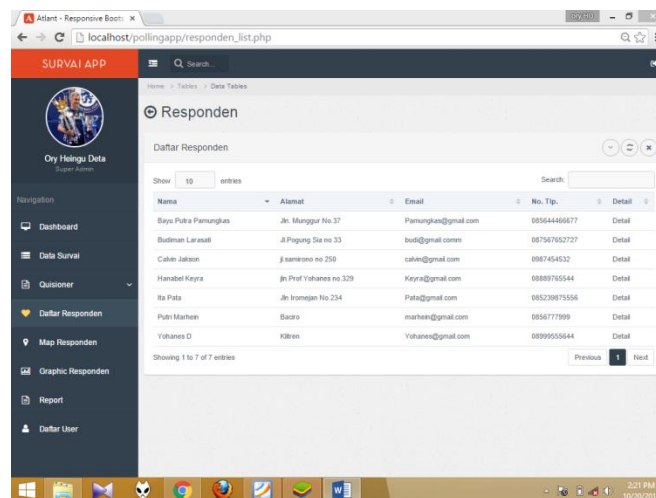 Atlant - Responsive Boots
ory.HD
localhost/pollingapp/responden_list.php
SURVAI APP
Search...
Home Tables Data Tables
Responden
Ory Heingu Deta
Super Admin
Daftar Responden
Show 10 entries Search:
Navigation
Dashboard
Data Survai
Quisioner
Daftar Responden
Map Responden
Graphic Responden
Report
Daftar User
Nama Alamat Email No. Tlp. Detail
Bayu Putra Pamungkas Jln. Munggur No.37 Pamungkas@gmail.com 085644466677 Detail
Budiman Larasati Jl.Pogung Sia no 33 budi@gmail.comm 087567652727 Detail
Calvin Jakson jl.samirono no 250 calvin@gmail.com 0987454532 Detail
Hanabel Keyra jln.Prof.Yohanes no 329 Keyra@gmail.com 08889765544 Detail
Ita Pata Jln Iromejan No 234 Pata@gmail.com 085239875556 Detail
Putri Marhein Baciro marhein@gmail.com 0856777999 Detail
Yohanes D Klitren Yohanes@gmail.com 08999555644 Detail
Showing 1 to 7 of 7 entries Previous 1 Next
2:21 PM